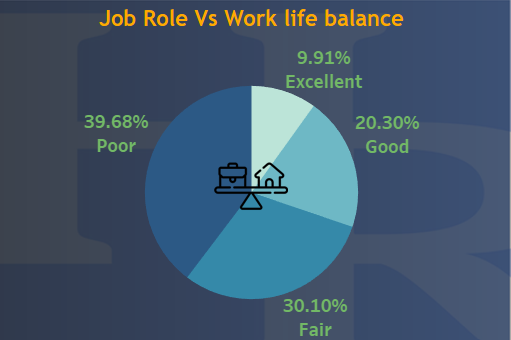 Job Role Vs Work life balance
9.91%
Excellent
20.30%
Good
39.68%
Poor
30.10%
Fair